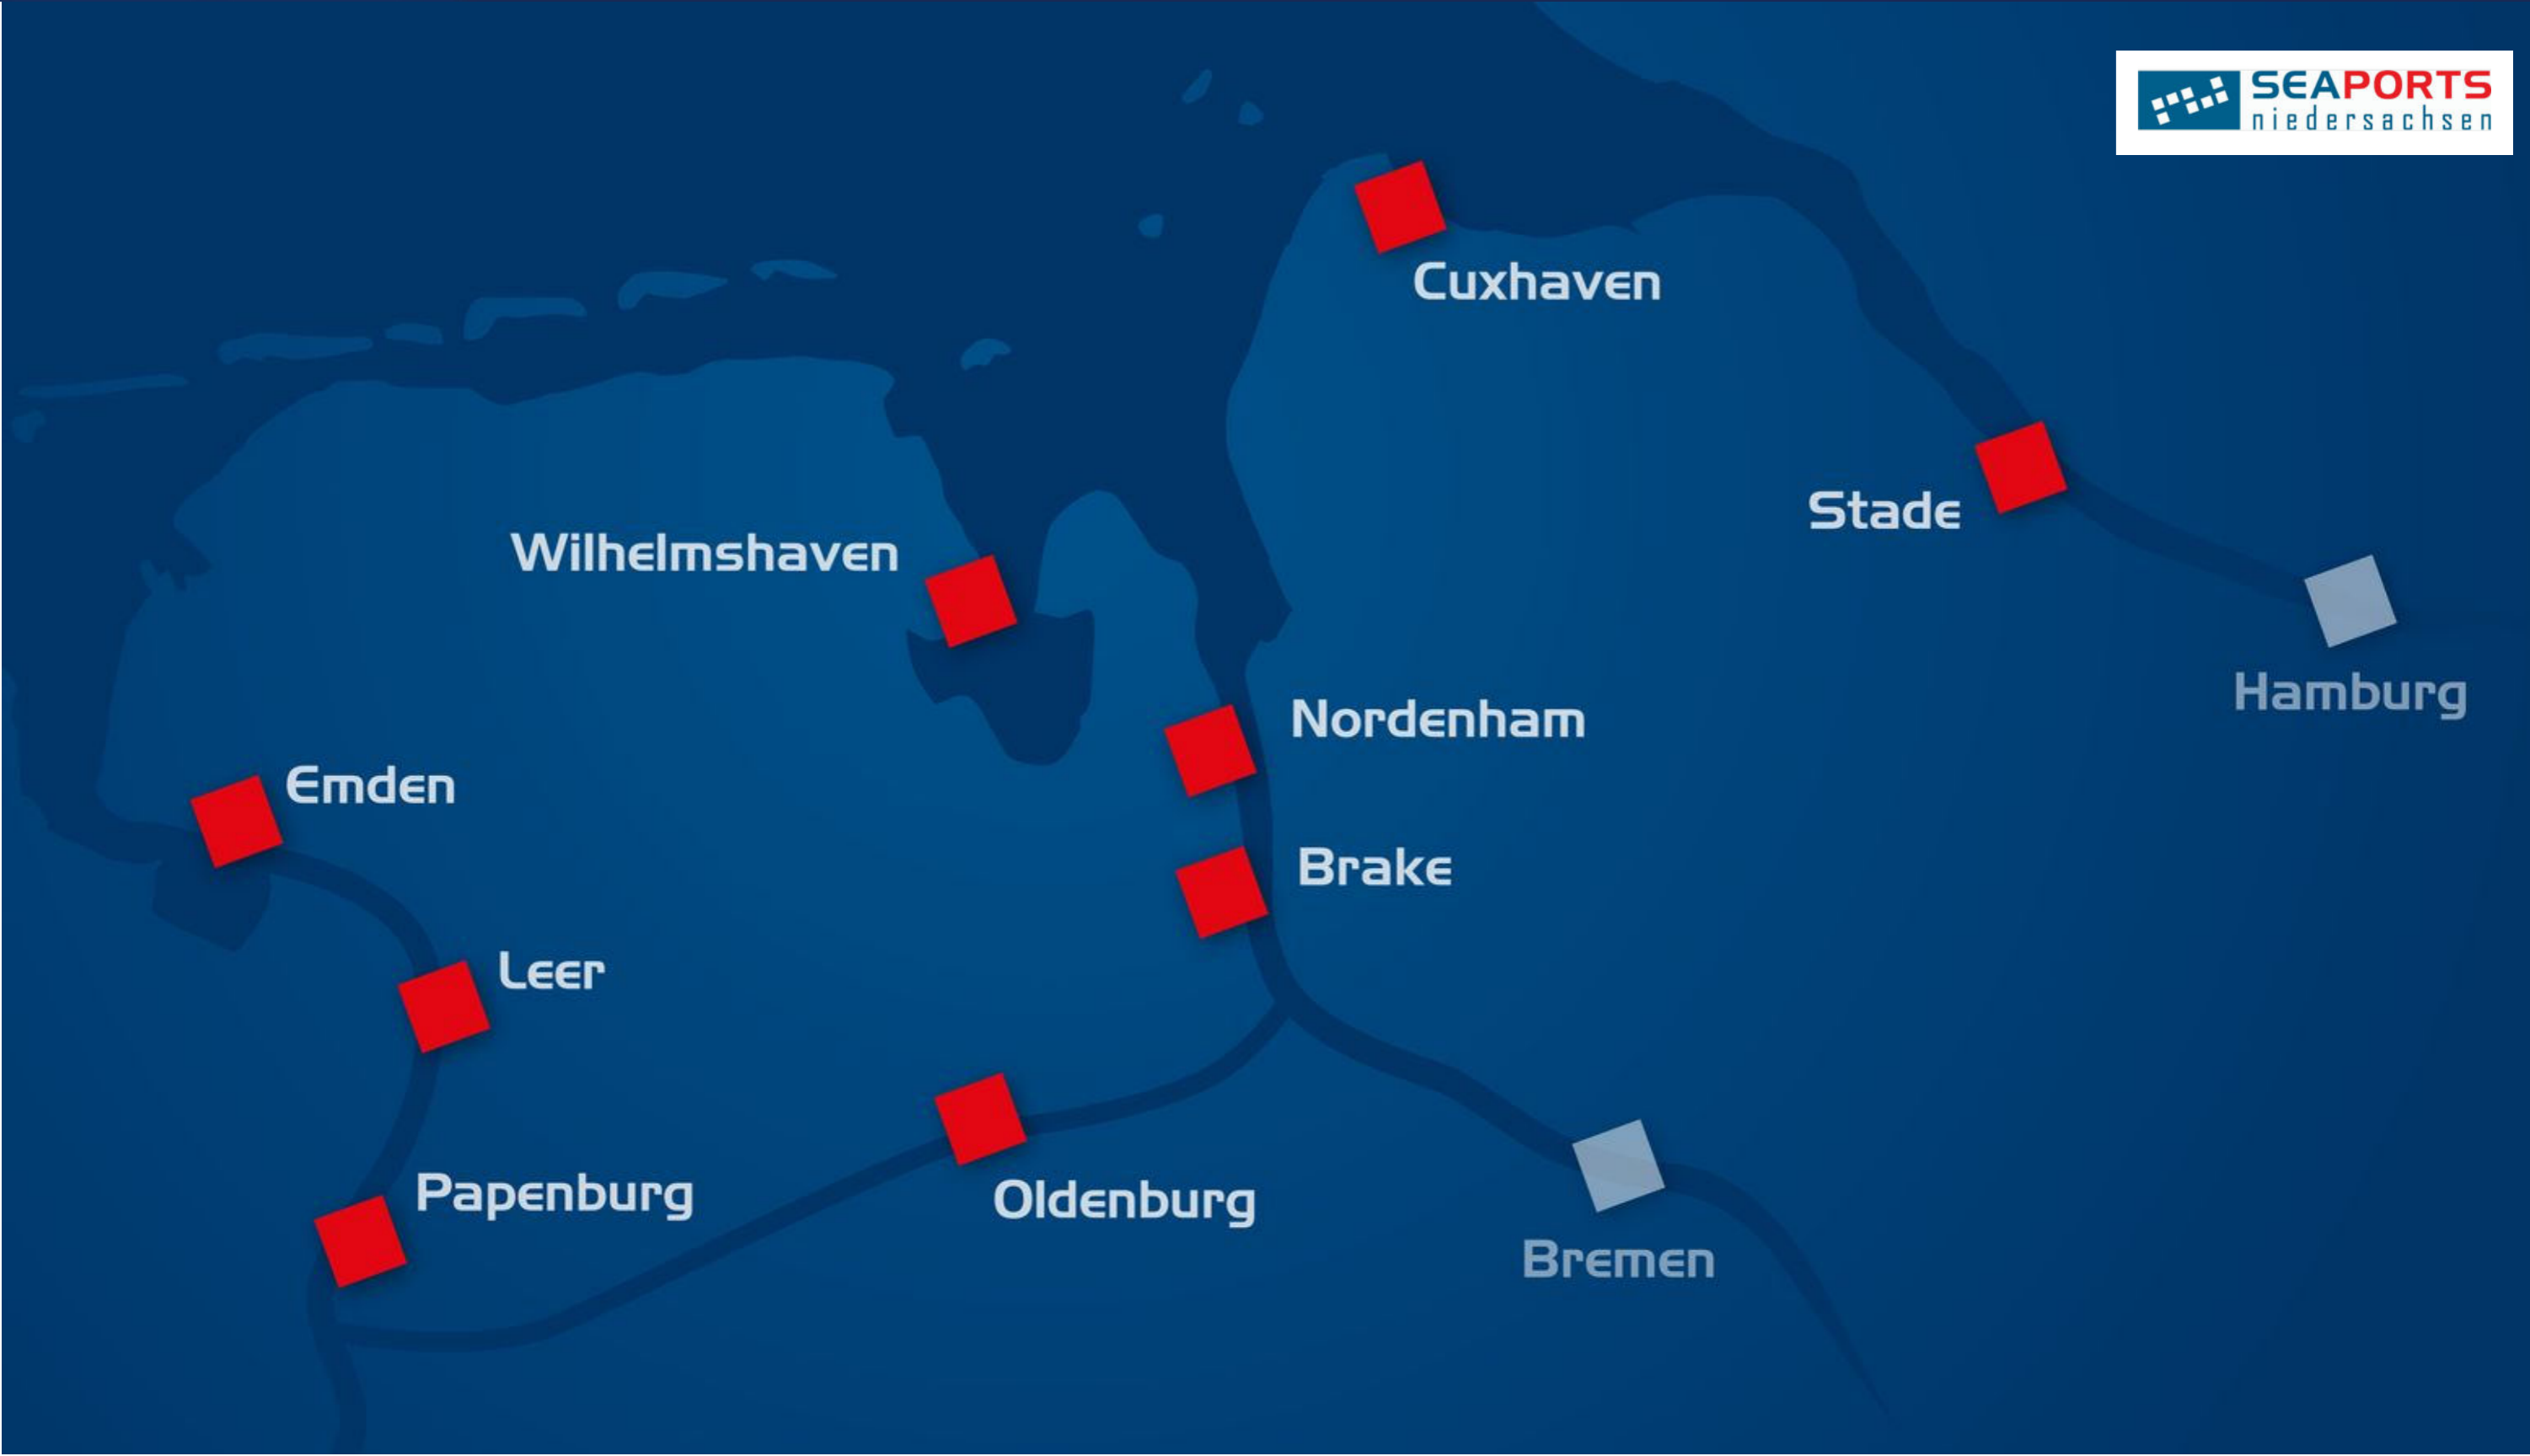 SEAPORTS
niedersachsen
Cuxhaven
Stade
Wilhelmshaven
Hamburg
Nordenham
Emden
Brake
Leer
Papenburg
Oldenburg
Bremen